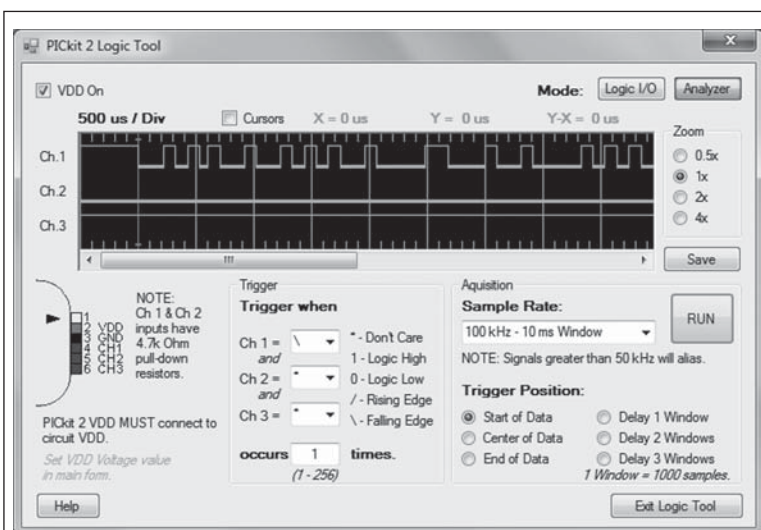 PICkit 2 Logic Tool
VDD On
Mode: Logic I/O Analyzer
500 us / Div Cursors X = 0 us Y = 0 us Y-X = 0 us
Zoom
0.5x
1x
2x
4x
Ch.1
Ch.2
Ch.3
Save
1
2 VDD
3 GND
4 CH1
5 CH2
6 CH3
NOTE:
Ch 1 & Ch 2
inputs have
4.7k Ohm
pull-down
resistors.
PICkit 2 VDD MUST connect to
circuit VDD.
Set VDD Voltage value
in main form.
Trigger
Trigger when
Ch 1 = \
and
Ch 2 = *
and
Ch 3 = *
* - Don't Care
1 - Logic High
0 - Logic Low
/ - Rising Edge
\ - Falling Edge
occurs 1 times.
(1 - 256)
Aquisition
Sample Rate:
100 kHz - 10 ms Window
RUN
NOTE: Signals greater than 50 kHz will alias.
Trigger Position:
Start of Data
Center of Data
End of Data
Delay 1 Window
Delay 2 Windows
Delay 3 Windows
1 Window = 1000 samples.
Help
Exit Logic Tool